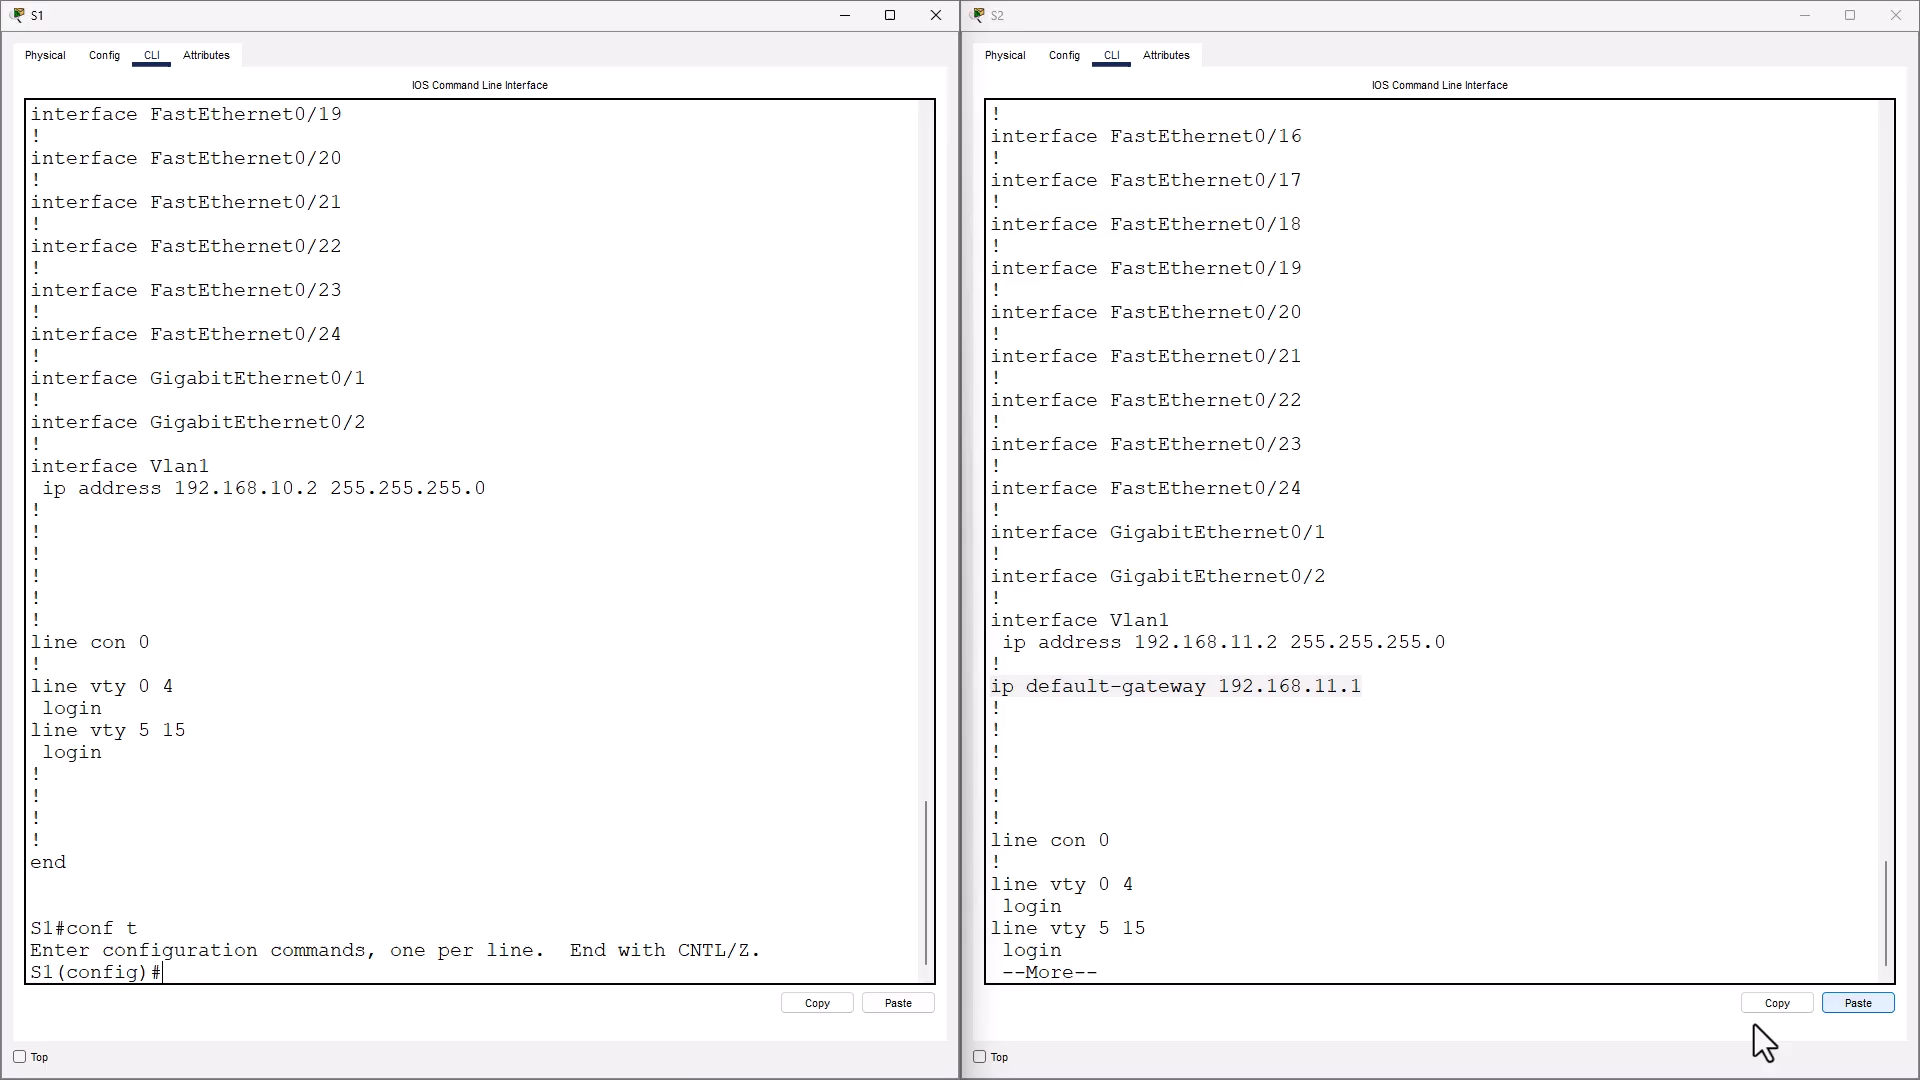 S1
Physical Config CLI Attributes
IOS Command Line Interface
interface FastEthernet0/19
!
interface FastEthernet0/20
!
interface FastEthernet0/21
!
interface FastEthernet0/22
!
interface FastEthernet0/23
!
interface FastEthernet0/24
!
interface GigabitEthernet0/1
!
interface GigabitEthernet0/2
!
interface Vlan1
 ip address 192.168.10.2 255.255.255.0
!
!
!
!
!
!
line con 0
!
line vty 0 4
 login
line vty 5 15
 login
!
!
!
!
end
S1#conf t
Enter configuration commands, one per line.  End with CNTL/Z.
S1(config)#
Copy Paste
Top
S2
Physical Config CLI Attributes
IOS Command Line Interface
!
interface FastEthernet0/16
!
interface FastEthernet0/17
!
interface FastEthernet0/18
!
interface FastEthernet0/19
!
interface FastEthernet0/20
!
interface FastEthernet0/21
!
interface FastEthernet0/22
!
interface FastEthernet0/23
!
interface FastEthernet0/24
!
interface GigabitEthernet0/1
!
interface GigabitEthernet0/2
!
interface Vlan1
 ip address 192.168.11.2 255.255.255.0
!
ip default-gateway 192.168.11.1
!
!
!
!
!
!
line con 0
!
line vty 0 4
 login
line vty 5 15
 login
 --More--
Copy Paste
Top